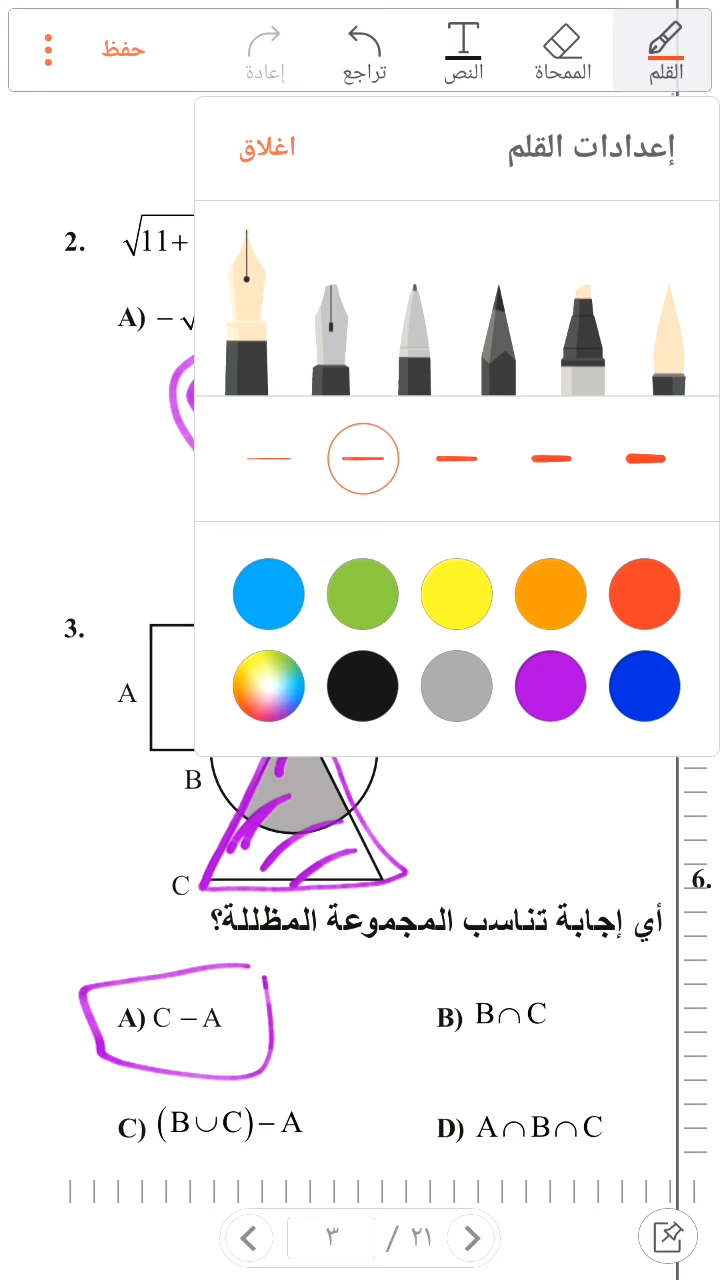 حفظ
إعادة
تراجع
النص
الممحاة
القلم
إعدادات القلم
اغلاق
2. √11+
A) −√
3.
A
B
C
6.
أي إجابة تناسب المجموعة المظللة؟
A) C − A
B) B∩C
C) (B∪C)−A
D) A∩B∩C
٣ / ٢١